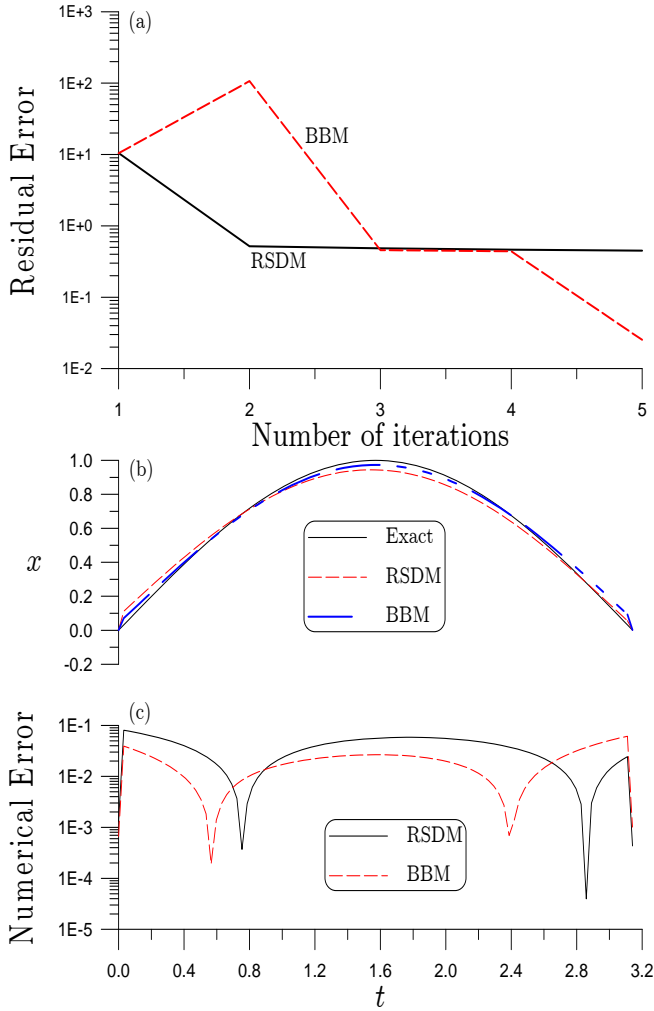 (a)
1E+3
1E+2
1E+1
1E+0
1E-1
1E-2
Residual Error
BBM
RSDM
1 2 3 4 5
Number of iterations
(b)
1.0
0.8
0.6
0.4
0.2
0.0
-0.2
x
Exact
RSDM
BBM
(c)
1E-1
1E-2
1E-3
1E-4
1E-5
Numerical Error
RSDM
BBM
0.0 0.4 0.8 1.2 1.6 2.0 2.4 2.8 3.2
t